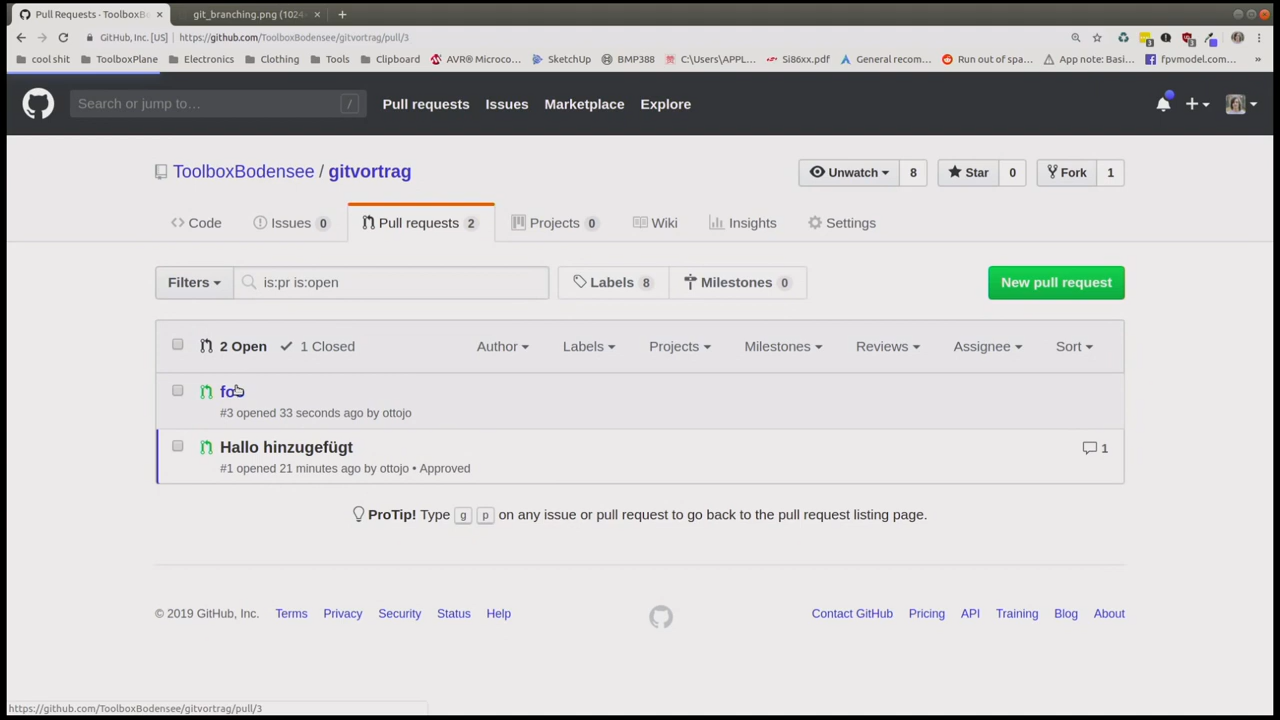 Pull Requests - ToolboxBo
git_branching.png (1024
GitHub, Inc. [US]
https://github.com/ToolboxBodensee/gitvortrag/pull/3
cool shit
ToolboxPlane
Electronics
Clothing
Tools
Clipboard
AVR® Microco...
SketchUp
BMP388
C:\Users\APPL...
Si86xx.pdf
General recom...
Run out of spa...
App note: Basi...
fpvmodel.com...
»
Search or jump to...
/
Pull requests
Issues
Marketplace
Explore
ToolboxBodensee / gitvortrag
Unwatch 8
Star 0
Fork 1
Code
Issues 0
Pull requests 2
Projects 0
Wiki
Insights
Settings
Filters
is:pr is:open
Labels 8
Milestones 0
New pull request
2 Open
1 Closed
Author
Labels
Projects
Milestones
Reviews
Assignee
Sort
#3 opened 33 seconds ago by ottojo
Hallo hinzugefügt
1
#1 opened 21 minutes ago by ottojo • Approved
ProTip! Type g p on any issue or pull request to go back to the pull request listing page.
© 2019 GitHub, Inc.
Terms
Privacy
Security
Status
Help
Contact GitHub
Pricing
API
Training
Blog
About
https://github.com/ToolboxBodensee/gitvortrag/pull/3